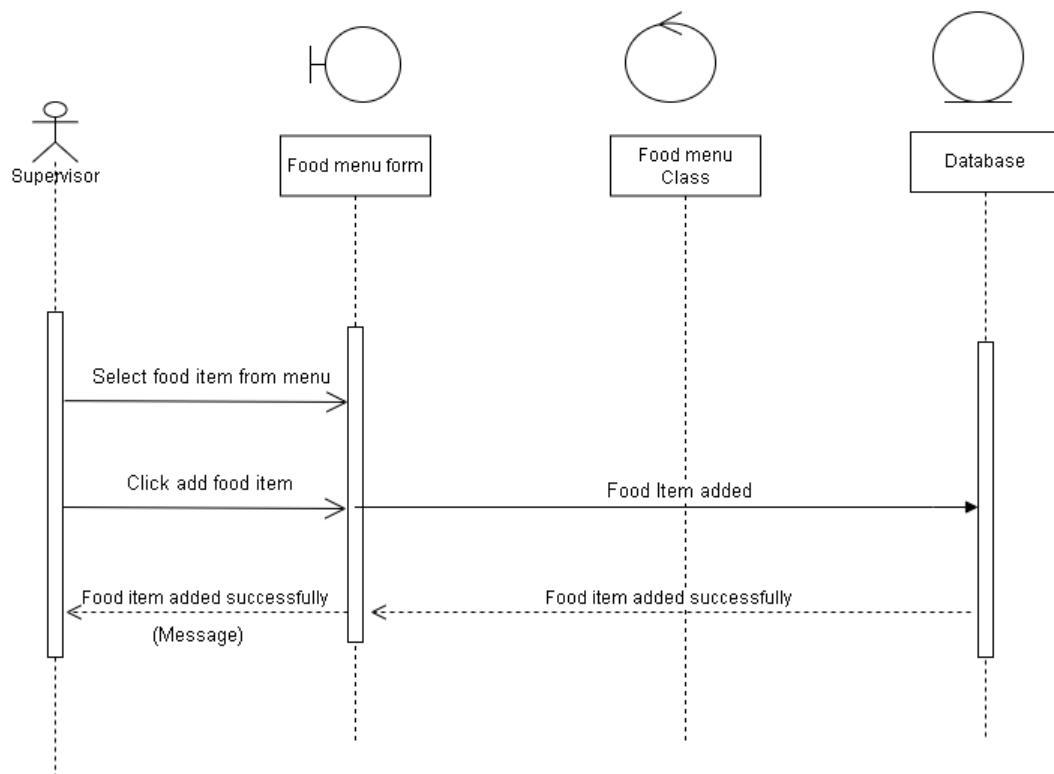 Supervisor
Food menu form
Food menu
Class
Database
Select food item from menu
Click add food item
Food Item added
Food item added successfully
(Message)
Food item added successfully